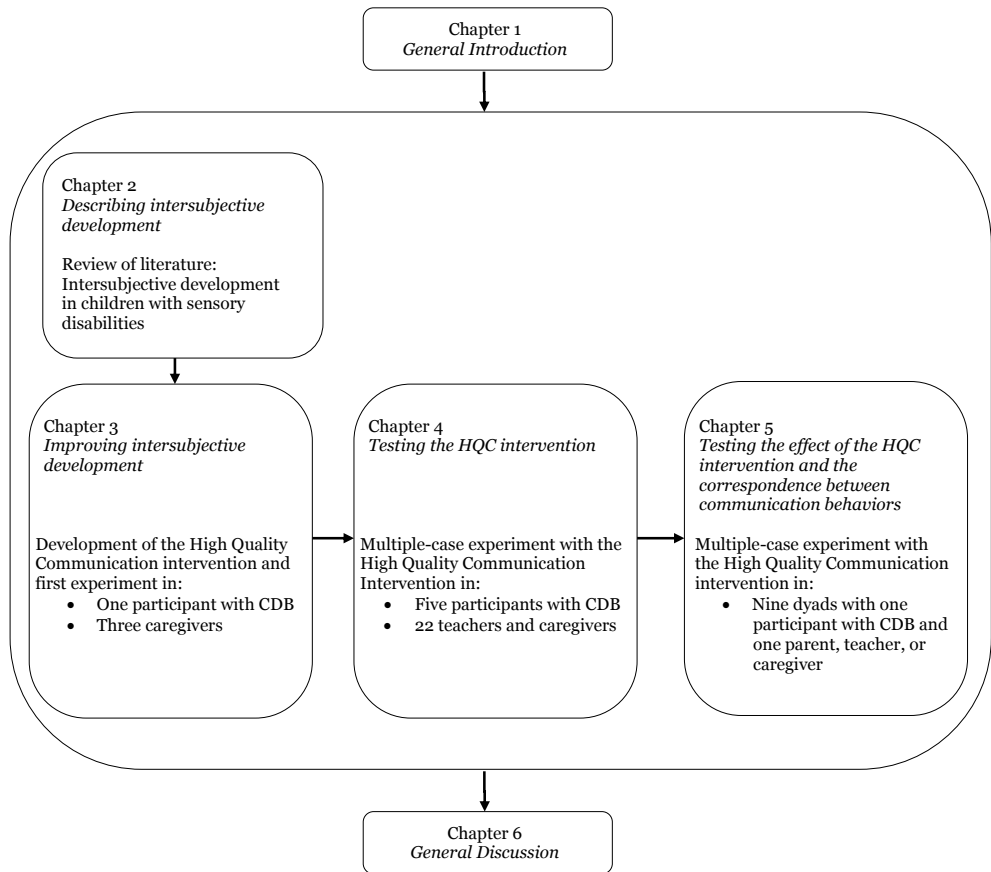 Chapter 1
General Introduction
Chapter 2
Describing intersubjective
development
Review of literature:
Intersubjective development
in children with sensory
disabilities
Chapter 3
Improving intersubjective
development
Development of the High Quality
Communication intervention and
first experiment in:
• One participant with CDB
• Three caregivers
Chapter 4
Testing the HQC intervention
Multiple-case experiment with the
High Quality Communication
Intervention in:
• Five participants with CDB
• 22 teachers and caregivers
Chapter 5
Testing the effect of the HQC
intervention and the
correspondence between
communication behaviors
Multiple-case experiment with
the High Quality Communication
intervention in:
• Nine dyads with one
participant with CDB and
one parent, teacher, or
caregiver
Chapter 6
General Discussion